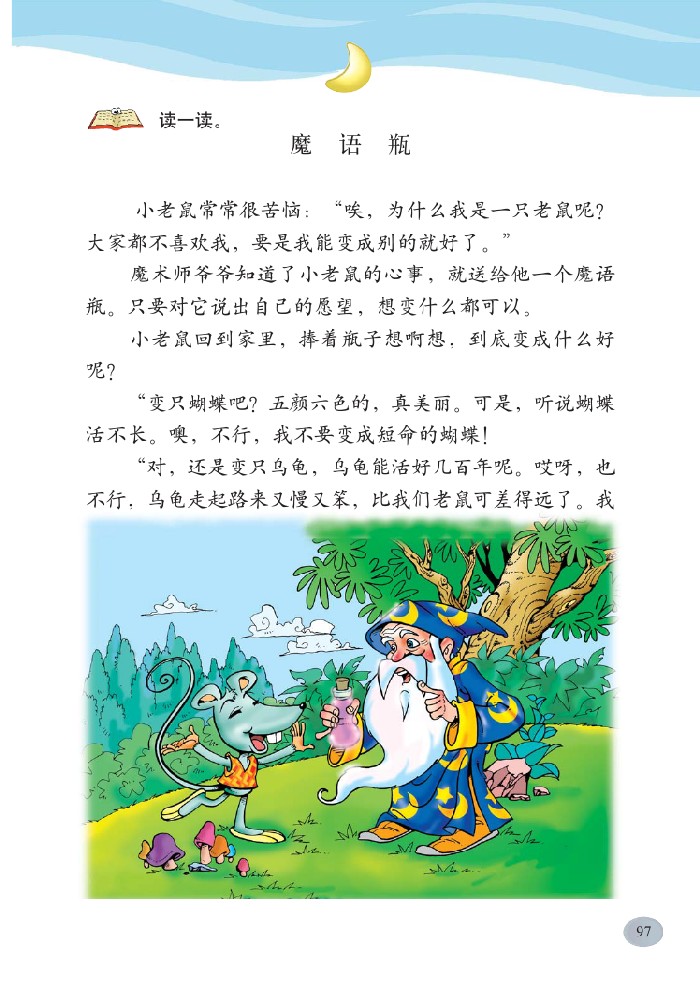 读一读。
魔语瓶
小老鼠常常很苦恼：“唉，为什么我是一只老鼠呢？
大家都不喜欢我，要是我能变成别的就好了。”
魔术师爷爷知道了小老鼠的心事，就送给他一个魔语
瓶。只要对它说出自己的愿望，想变什么都可以。
小老鼠回到家里，捧着瓶子想啊想，到底变成什么好
呢？
“变只蝴蝶吧？五颜六色的，真美丽。可是，听说蝴蝶
活不长。噢，不行，我不要变成短命的蝴蝶！
“对，还是变只乌龟，乌龟能活好几百年呢。哎呀，也
不行，乌龟走起路来又慢又笨，比我们老鼠可差得远了。我
97